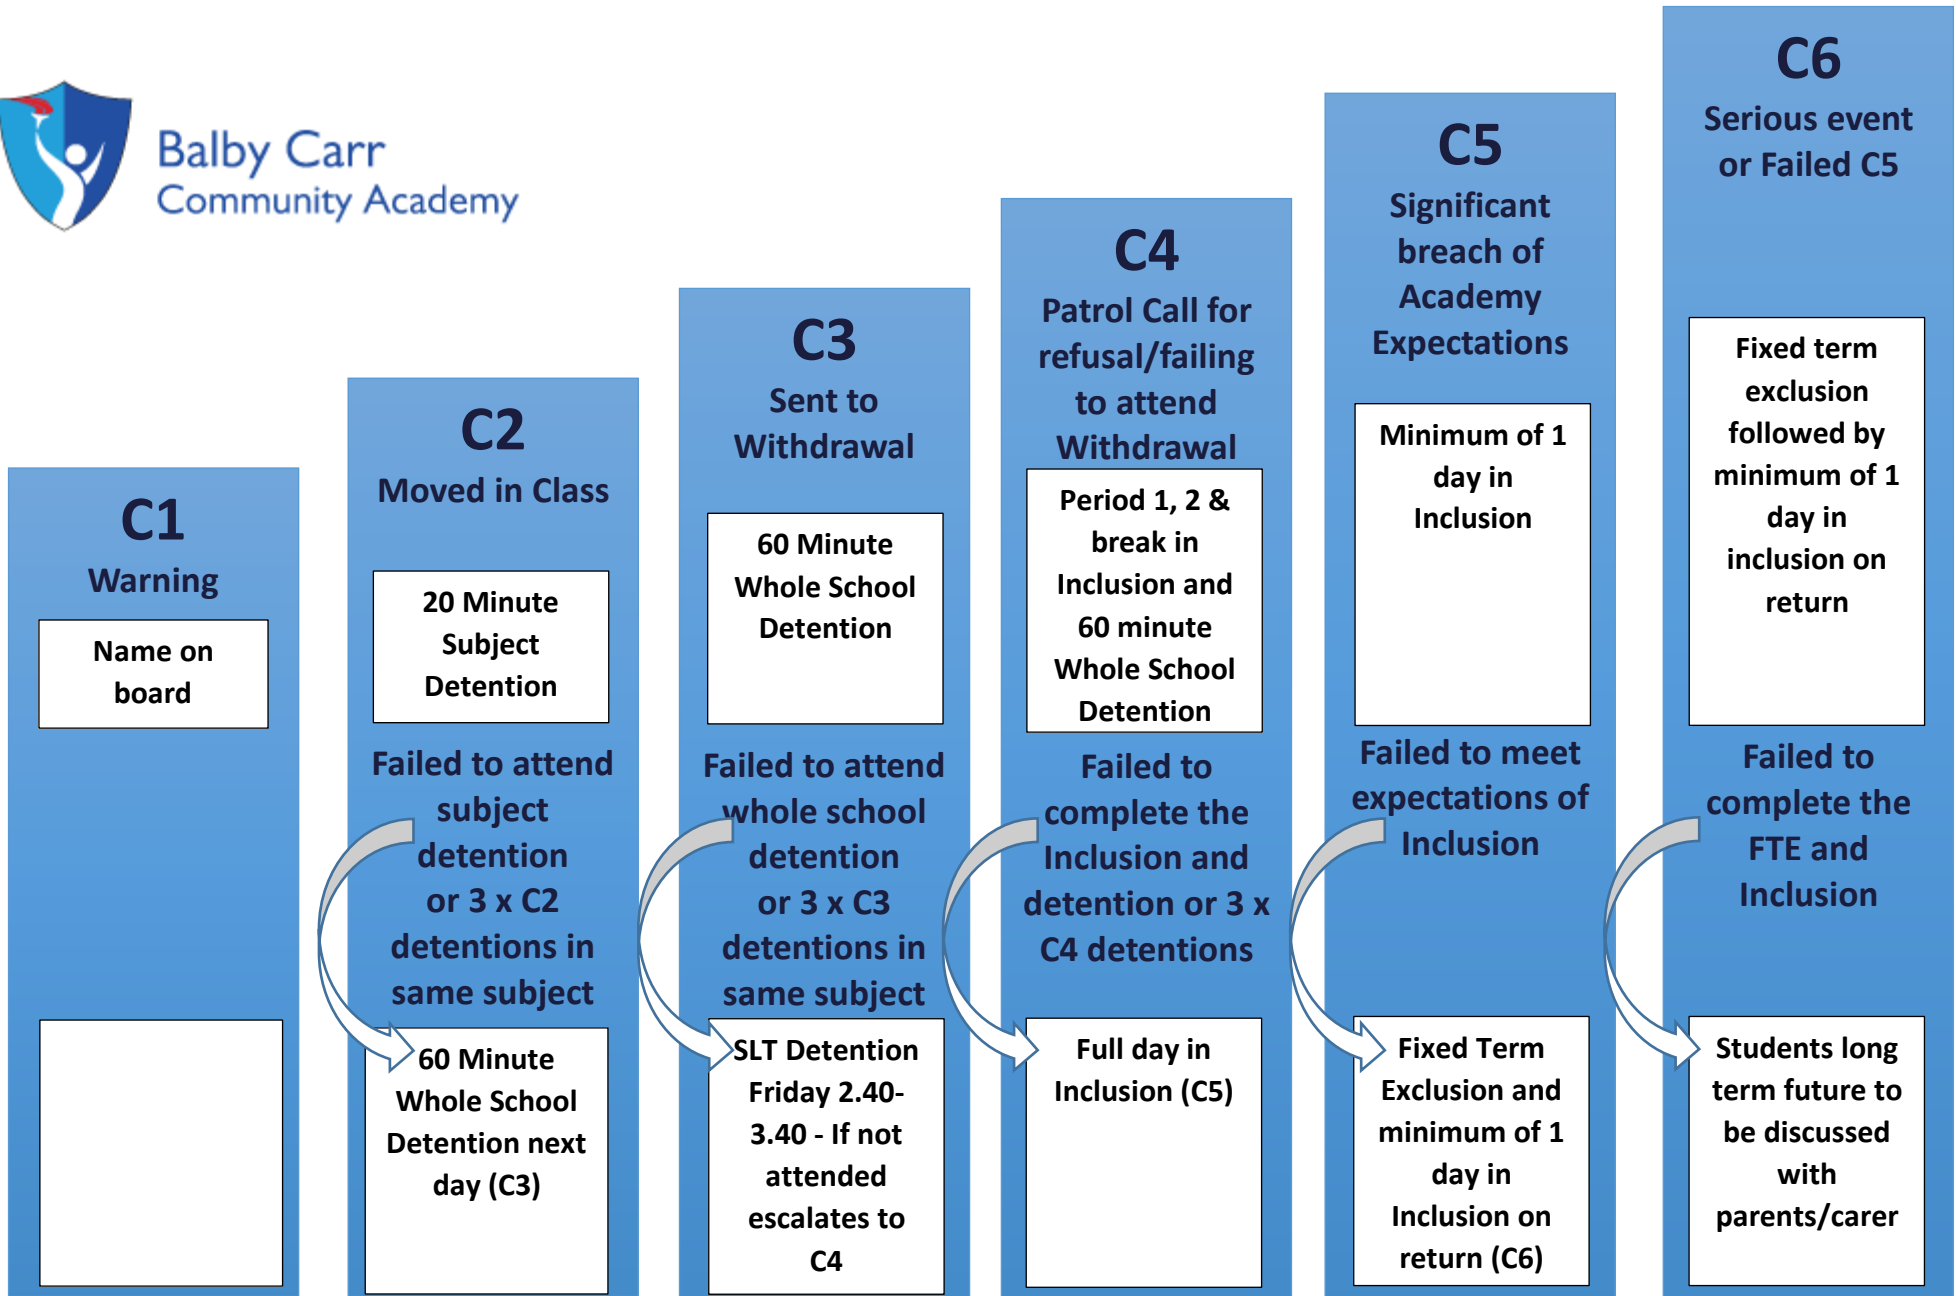 Balby Carr
Community Academy
C1
Warning
Name on
board
C2
Moved in Class
20 Minute
Subject
Detention
Failed to attend
subject
detention
or 3 x C2
detentions in
same subject
60 Minute
Whole School
Detention next
day (C3)
C3
Sent to
Withdrawal
60 Minute
Whole School
Detention
Failed to attend
whole school
detention
or 3 x C3
detentions in
same subject
SLT Detention
Friday 2.40-
3.40 - If not
attended
escalates to
C4
C4
Patrol Call for
refusal/failing
to attend
Withdrawal
Period 1, 2 &
break in
Inclusion and
60 minute
Whole School
Detention
Failed to
complete the
Inclusion and
detention or 3 x
C4 detentions
Full day in
Inclusion (C5)
C5
Significant
breach of
Academy
Expectations
Minimum of 1
day in
Inclusion
Failed to meet
expectations of
Inclusion
Fixed Term
Exclusion and
minimum of 1
day in
Inclusion on
return (C6)
C6
Serious event
or Failed C5
Fixed term
exclusion
followed by
minimum of 1
day in
inclusion on
return
Failed to
complete the
FTE and
Inclusion
Students long
term future to
be discussed
with
parents/carer